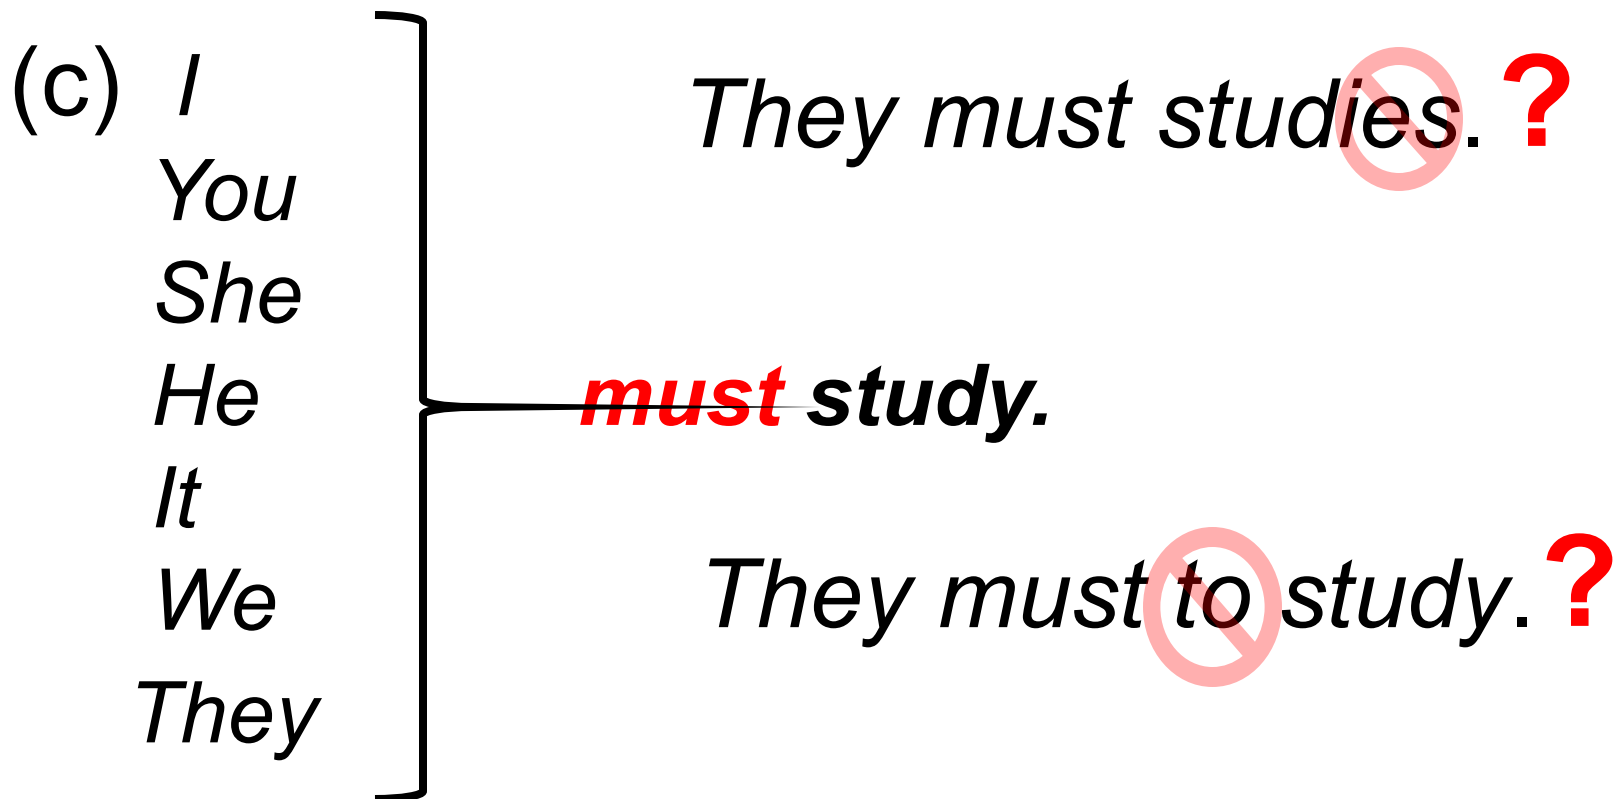 (c) I
You
She
He
It
We
They
They must studies. ?
must study.
They must to study. ?